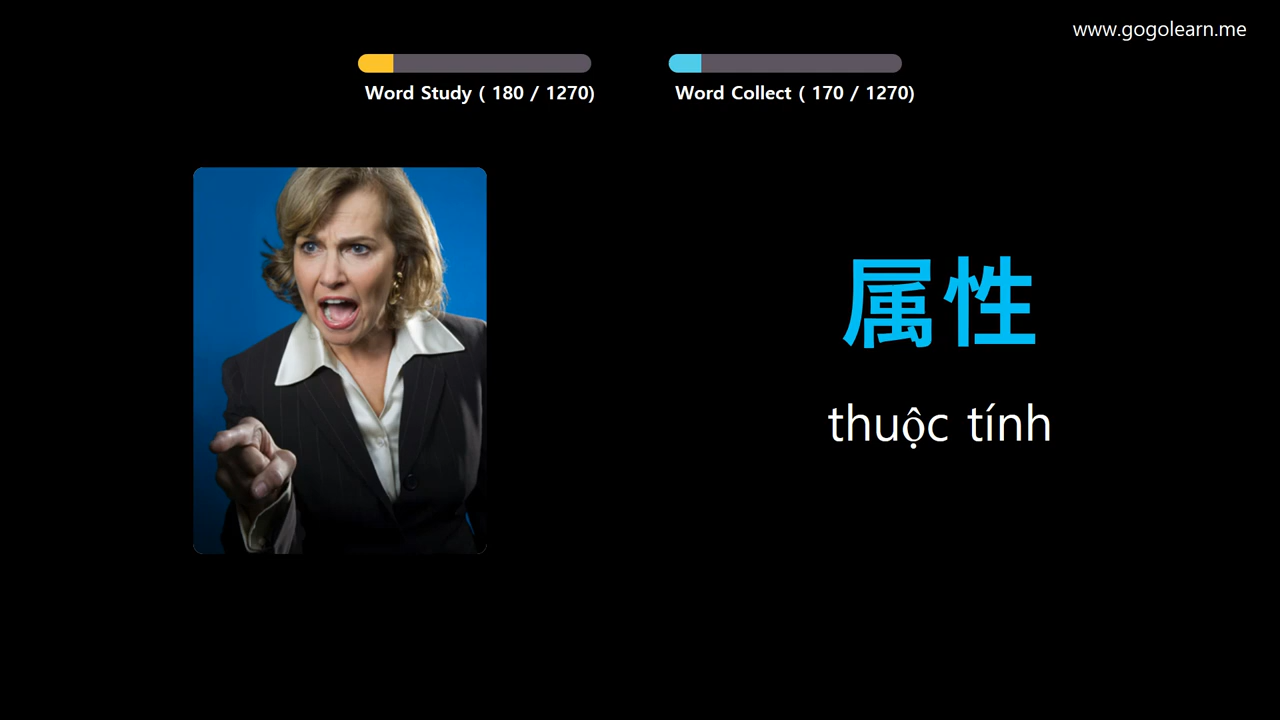 www.gogolearn.me
Word Study ( 180 / 1270)
Word Collect ( 170 / 1270)
属性
thuộc tính